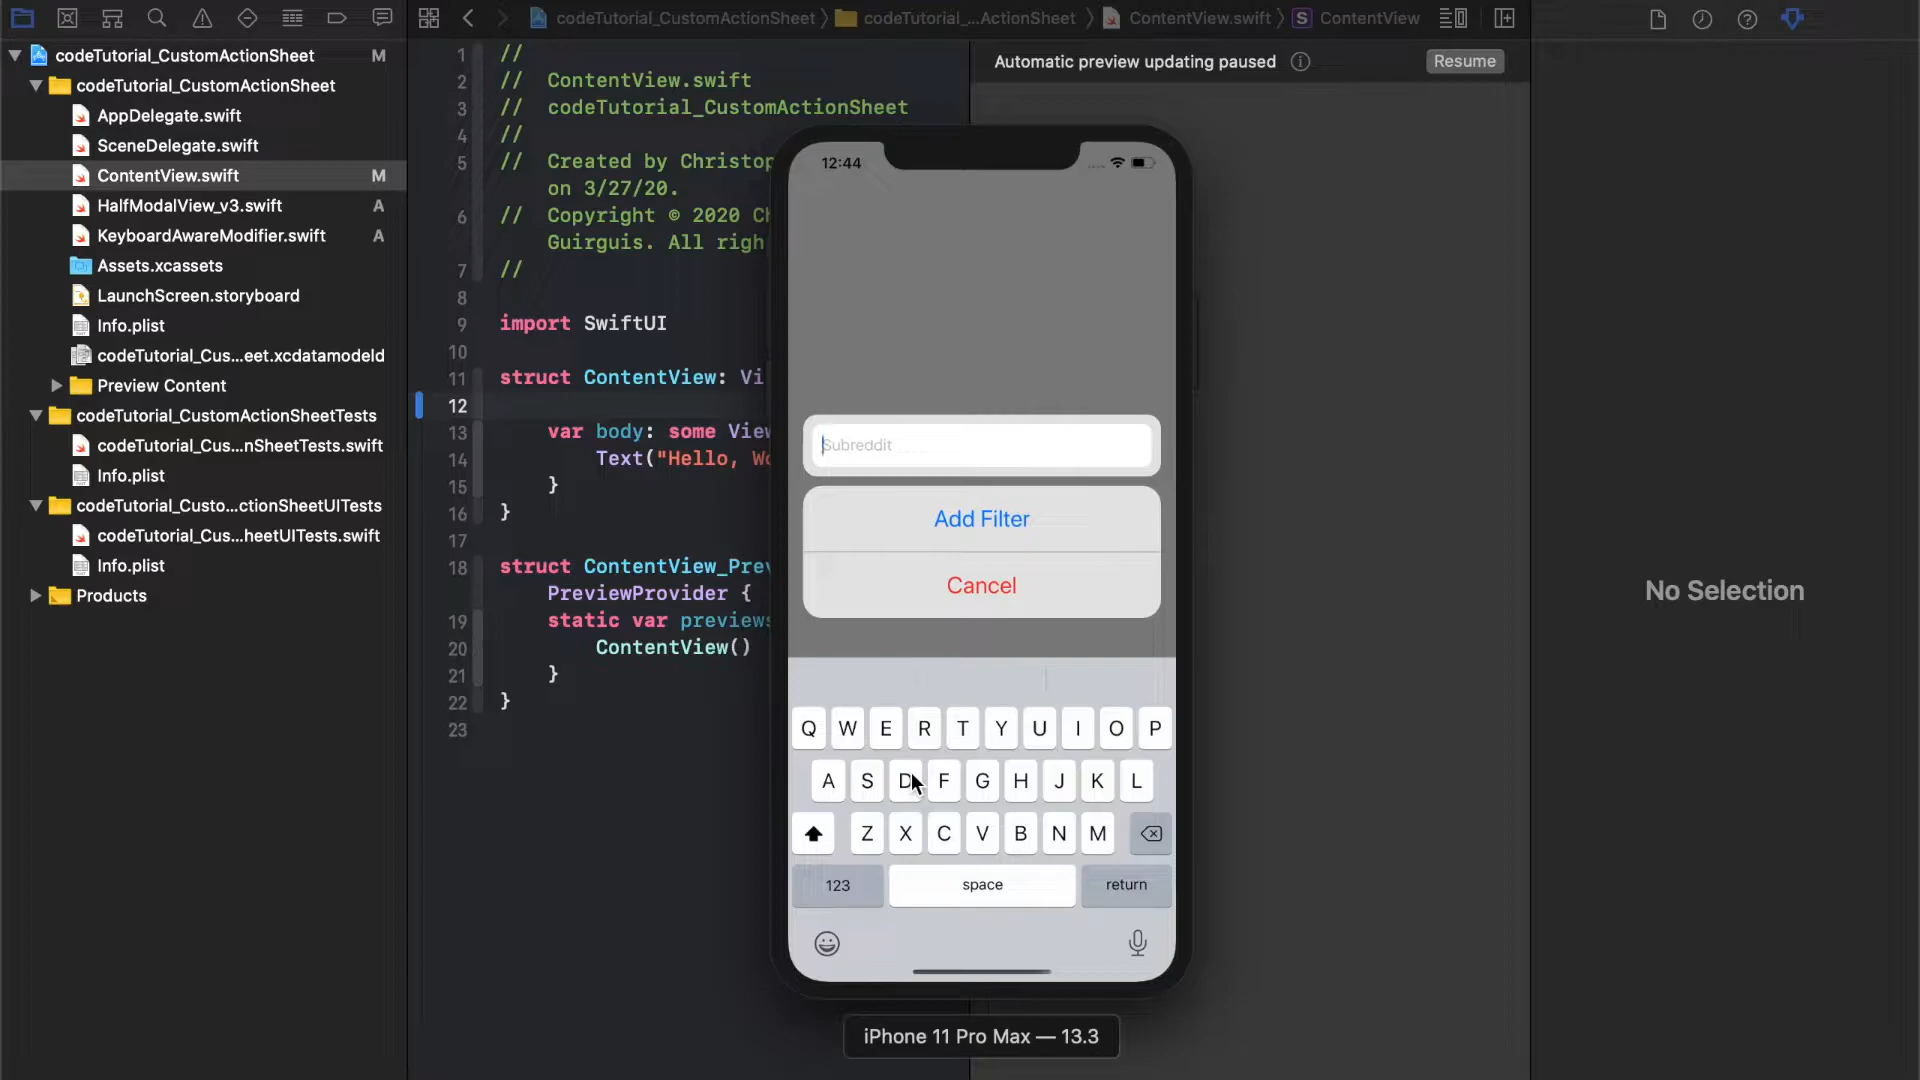 codeTutorial_CustomActionSheet
codeTutorial_...ActionSheet
ContentView.swift
S
ContentView
codeTutorial_CustomActionSheet M
codeTutorial_CustomActionSheet
AppDelegate.swift
SceneDelegate.swift
ContentView.swift M
HalfModalView_v3.swift A
KeyboardAwareModifier.swift A
Assets.xcassets
LaunchScreen.storyboard
Info.plist
codeTutorial_Cus...eet.xcdatamodeld
Preview Content
codeTutorial_CustomActionSheetTests
codeTutorial_Cus...nSheetTests.swift
Info.plist
codeTutorial_Custo...ctionSheetUITests
codeTutorial_Cus...heetUITests.swift
Info.plist
Products
1 //
2 // ContentView.swift
3 // codeTutorial_CustomActionSheet
4 //
5 // Created by Christop
on 3/27/20.
6 // Copyright © 2020 Ch
Guirguis. All righ
7 //
8
9 import SwiftUI
10
11 struct ContentView: Vi
12
13 var body: some View
14 Text("Hello, Wo
15 }
16 }
17
18 struct ContentView_Prev
PreviewProvider {
19 static var previews
20 ContentView()
21 }
22 }
23
Automatic preview updating paused
Resume
12:44
Subreddit
Add Filter
Cancel
Q W E R T Y U I O P
A S D F G H J K L
Z X C V B N M
123 space return
iPhone 11 Pro Max — 13.3
No Selection